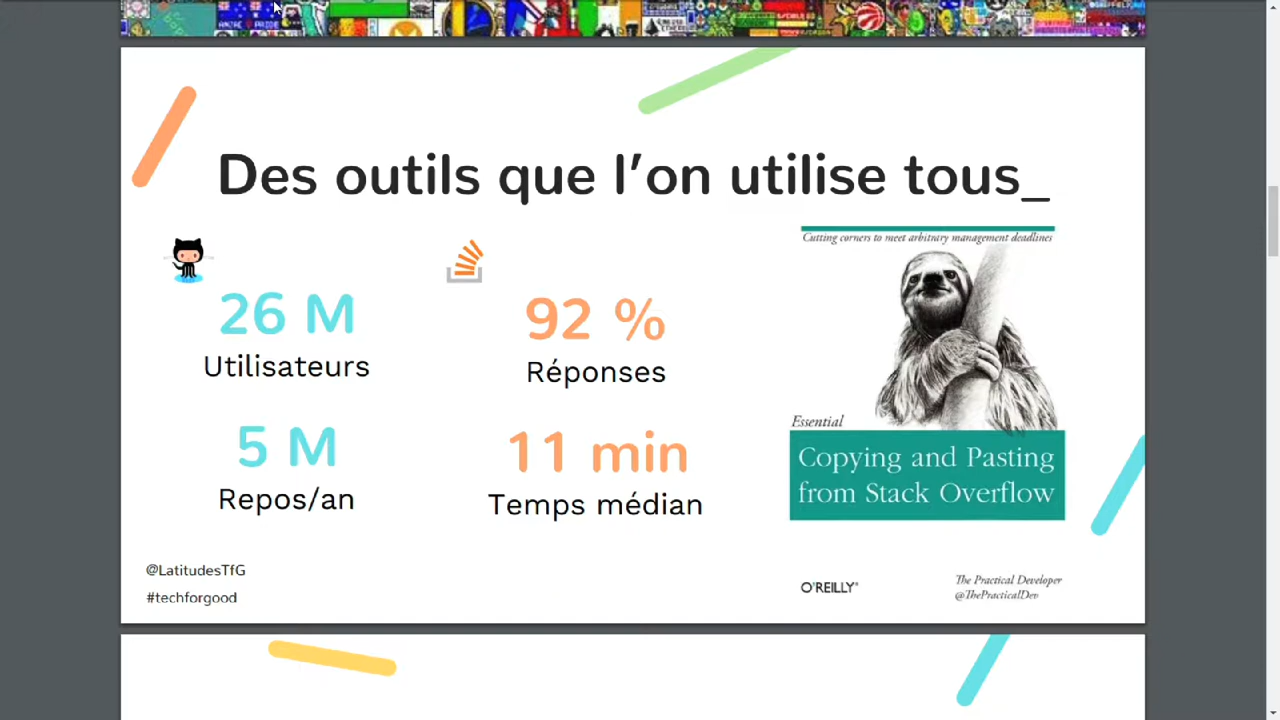 Des outils que l'on utilise tous_
26 M
Utilisateurs
5 M
Repos/an
92 %
Réponses
11 min
Temps médian
Cutting corners to meet arbitrary management deadlines
Essential
Copying and Pasting
from Stack Overflow
O'REILLY®
The Practical Developer
@ThePracticalDev
@LatitudesTfG
#techforgood